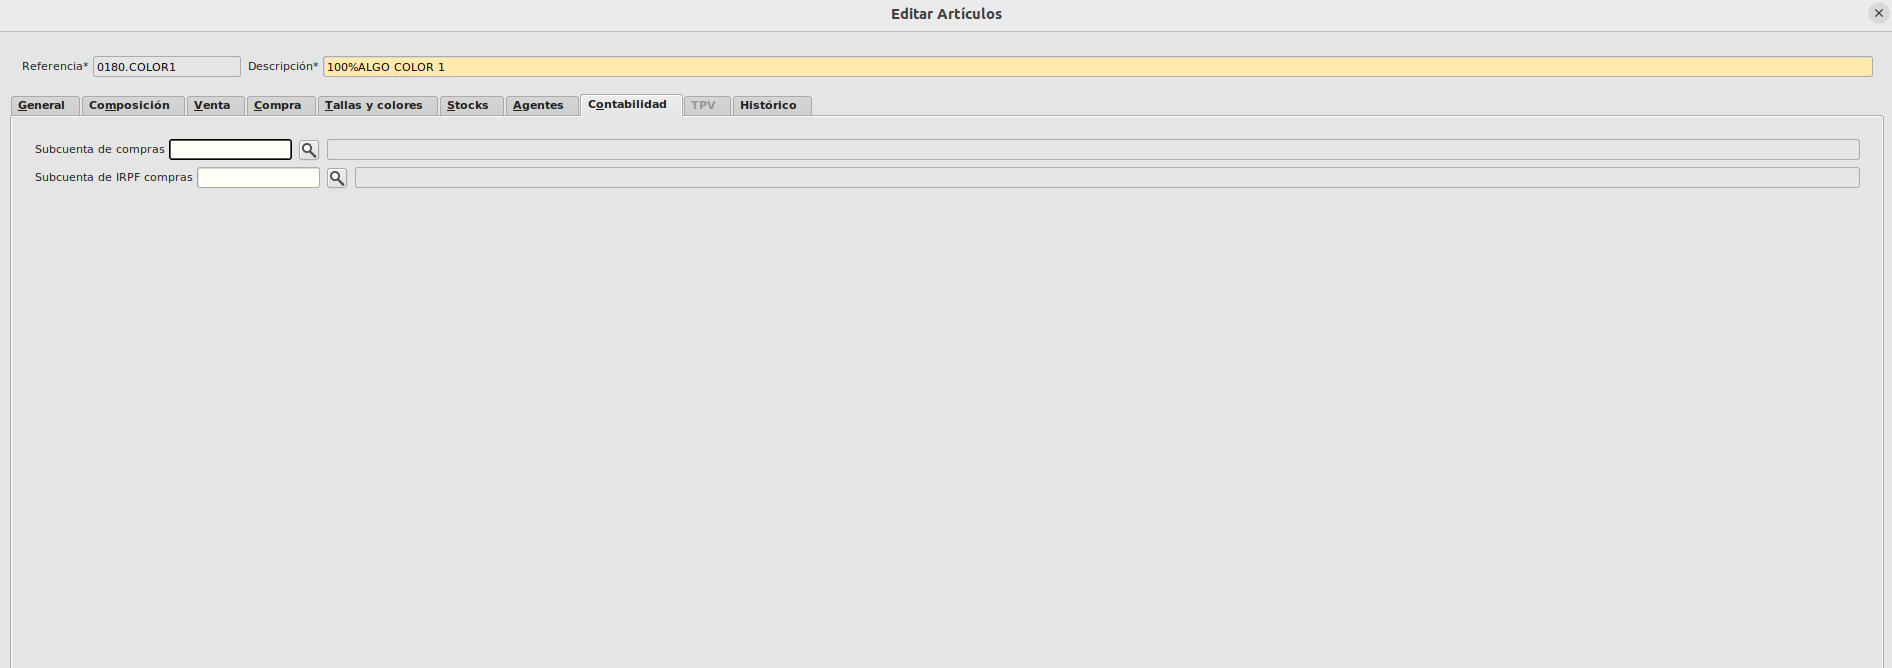 Editar Artículos
Referencia* 0180.COLOR1 Descripción* 100%ALGO COLOR 1
General Composición Venta Compra Tallas y colores Stocks Agentes Contabilidad TPV Histórico
Subcuenta de compras
Subcuenta de IRPF compras